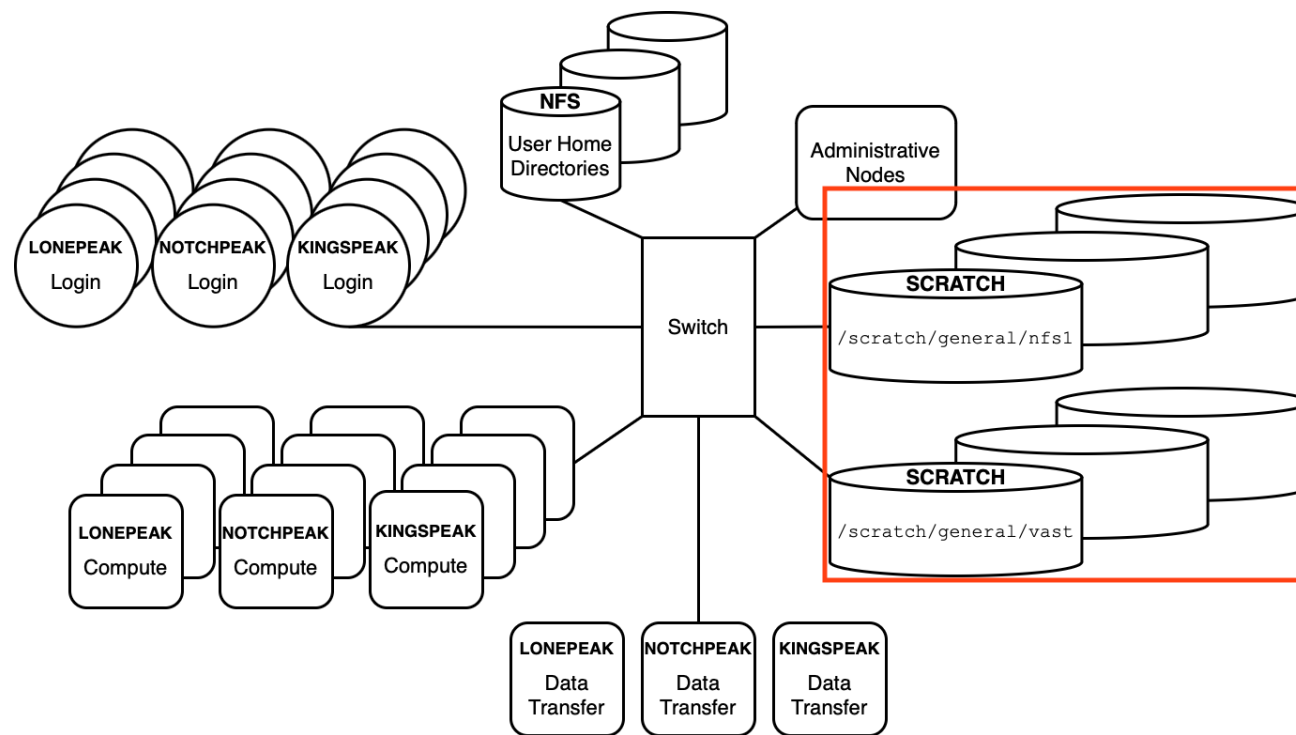 NFS
User Home
Directories
Administrative
Nodes
LONEPEAK
Login
NOTCHPEAK
Login
KINGSPEAK
Login
Switch
SCRATCH
/scratch/general/nfs1
SCRATCH
/scratch/general/vast
LONEPEAK
Compute
NOTCHPEAK
Compute
KINGSPEAK
Compute
LONEPEAK
Data
Transfer
NOTCHPEAK
Data
Transfer
KINGSPEAK
Data
Transfer